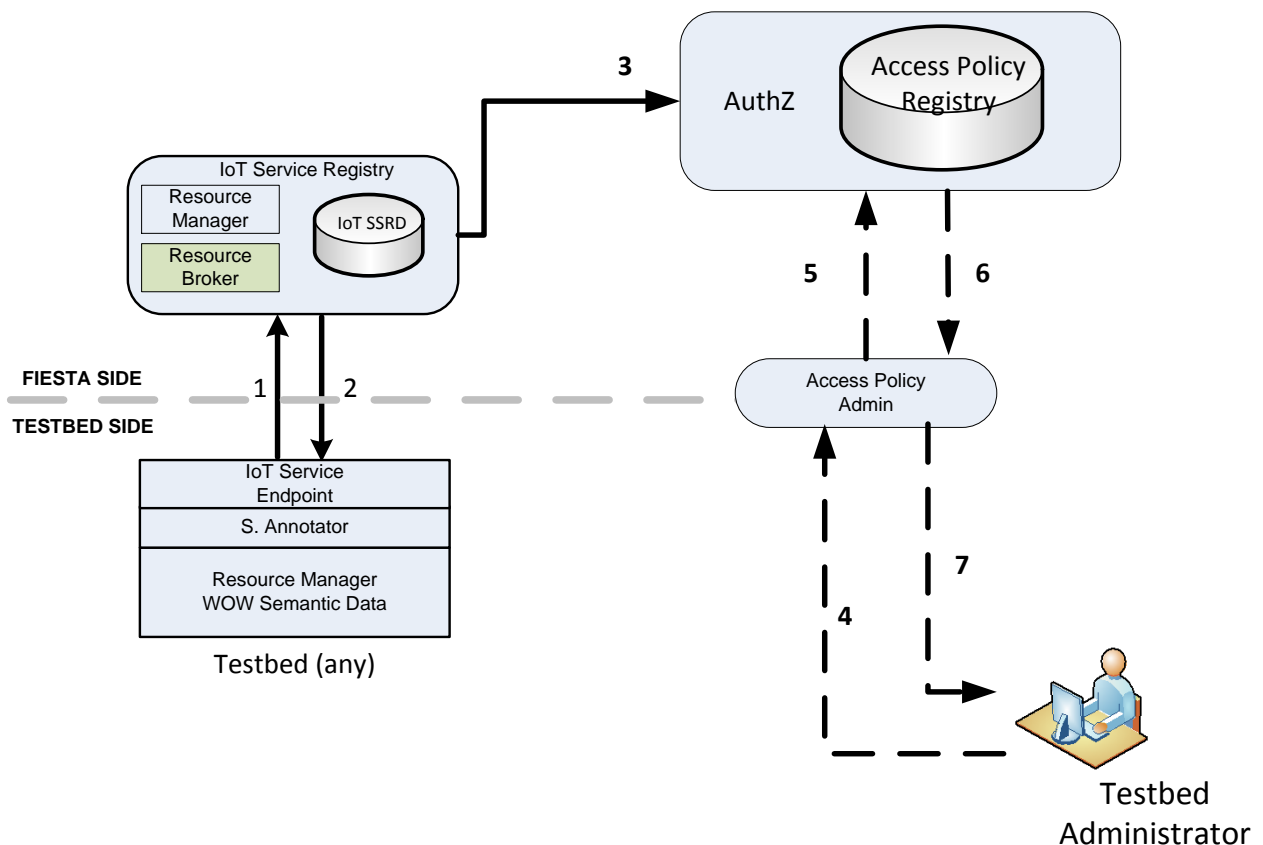 3
AuthZ
Access Policy
Registry
IoT Service Registry
Resource
Manager
IoT SSRD
Resource
Broker
5
6
FIESTA SIDE
1
2
Access Policy
Admin
TESTBED SIDE
IoT Service
Endpoint
S. Annotator
Resource Manager
WOW Semantic Data
7
4
Testbed (any)
Testbed
Administrator